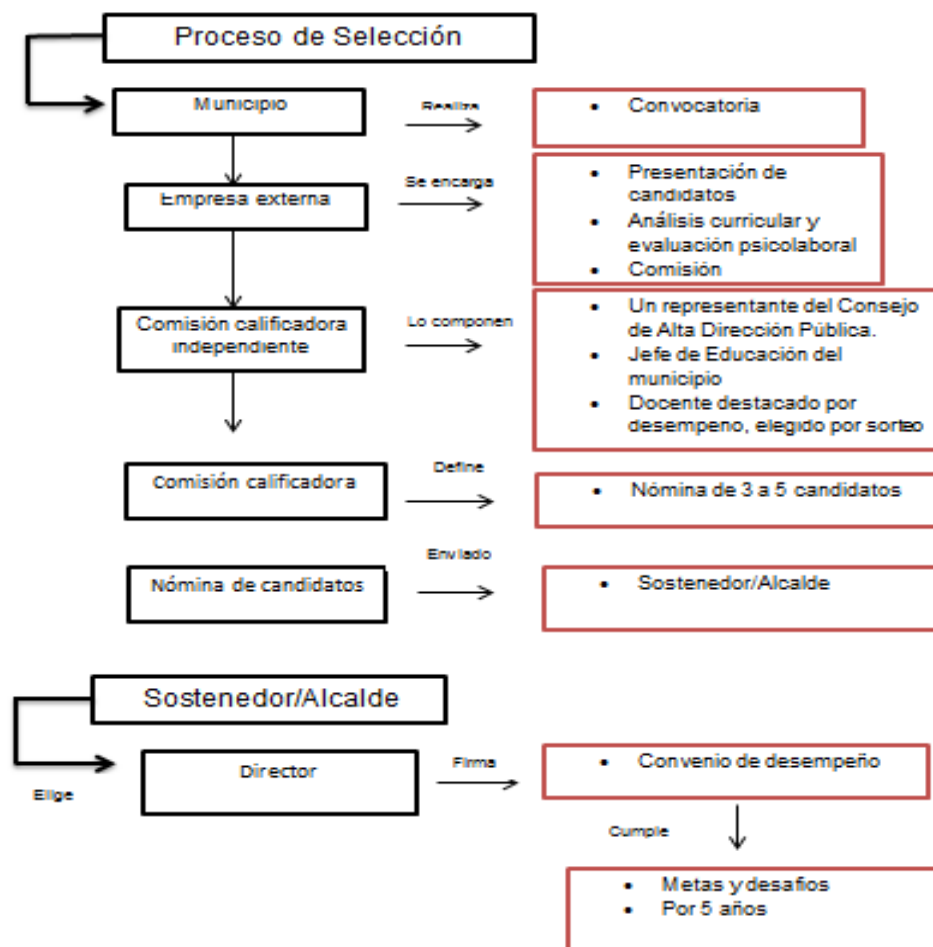 Proceso de Selección
Municipio
Realiza
• Convocatoria
Empresa externa
Se encarga
• Presentación de
candidatos
• Análisis curricular y
evaluación psicolaboral
• Comisión
Comisión calificadora
independiente
Lo componen
• Un representante del Consejo
de Alta Dirección Pública.
• Jefe de Educación del
municipio
• Docente destacado por
desempeño, elegido por sorteo
Comisión calificadora
Define
• Nómina de 3 a 5 candidatos
Nómina de candidatos
Enviado
• Sostenedor/Alcalde
Sostenedor/Alcalde
Elige
Director
Firma
• Convenio de desempeño
Cumple
• Metas y desafios
• Por 5 años